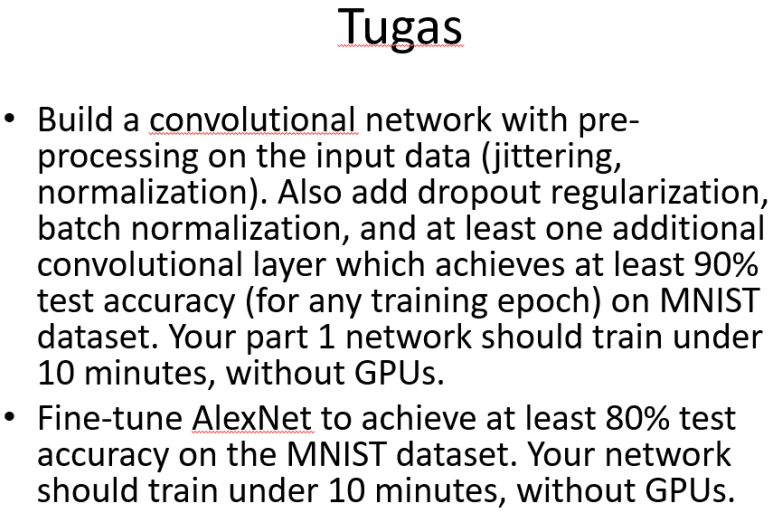 Tugas
• Build a convolutional network with pre-
processing on the input data (jittering,
normalization). Also add dropout regularization,
batch normalization, and at least one additional
convolutional layer which achieves at least 90%
test accuracy (for any training epoch) on MNIST
dataset. Your part 1 network should train under
10 minutes, without GPUs.
• Fine-tune AlexNet to achieve at least 80% test
accuracy on the MNIST dataset. Your network
should train under 10 minutes, without GPUs.